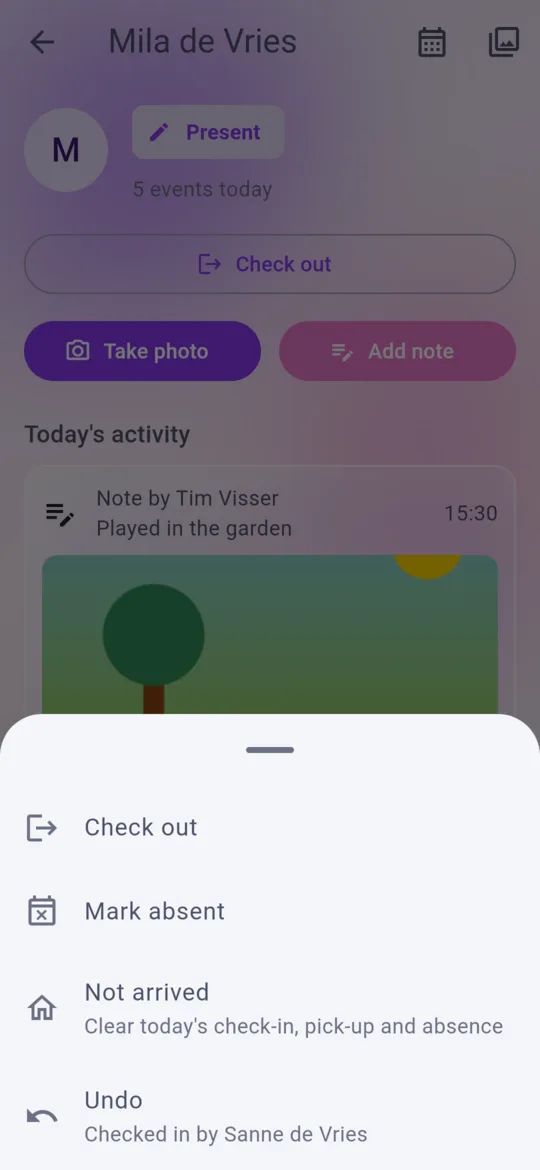 Mila de Vries
M
Present
5 events today
Check out
Take photo
Add note
Today's activity
Note by Tim Visser
Played in the garden
15:30
Check out
Mark absent
Not arrived
Clear today's check-in, pick-up and absence
Undo
Checked in by Sanne de Vries